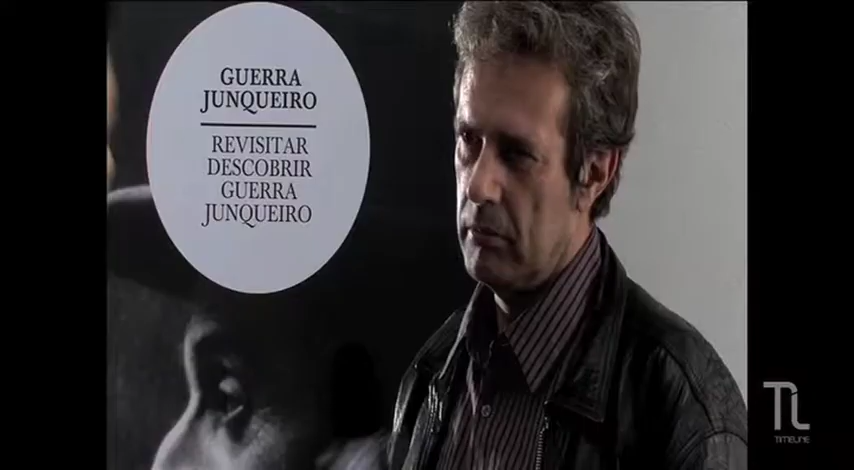 GUERRA
JUNQUEIRO
REVISITAR
DESCOBRIR
GUERRA
JUNQUEIRO
TL
TIMELINE